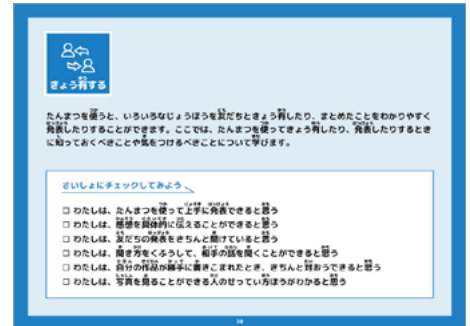 きょう有する
たんまつを使うと、いろいろなじょうほうを友だちときょう有したり、まとめたことをわかりやすく
発表したりすることができます。ここでは、たんまつを使ってきょう有したり、発表したりするとき
に知っておくべきことや気をつけるべきことについて学びます。
さいしょにチェックしてみよう
□ わたしは、たんまつを使って上手に発表できると思う
□ わたしは、感想を具体的に伝えることができると思う
□ わたしは、友だちの発表をきちんと聞けていると思う
□ わたしは、聞き方をくふうして、相手の話を聞くことができると思う
□ わたしは、自分の作品が勝手に書きこまれたとき、きちんと対おうできると思う
□ わたしは、写真を見ることができる人のせってい方ほうがわかると思う